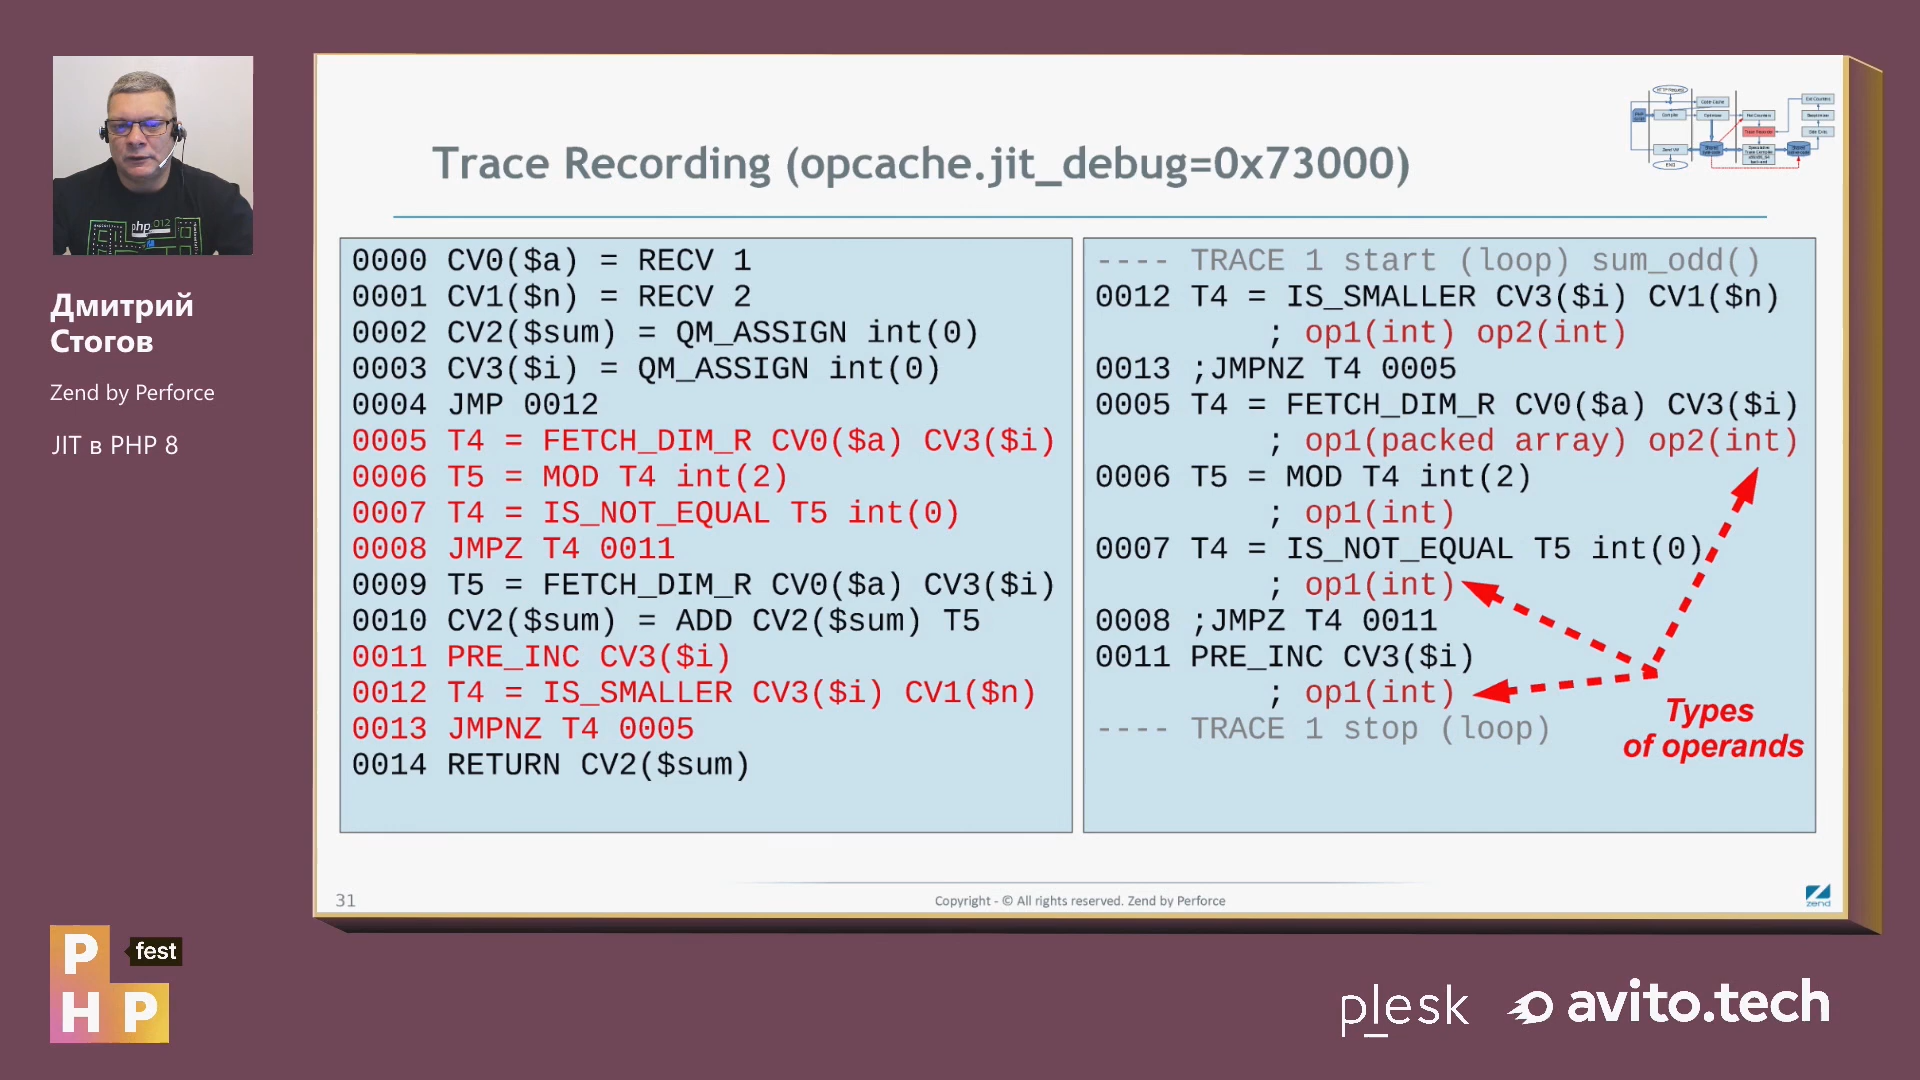 Дмитрий
Стогов
Zend by Perforce
JIT в PHP 8
Trace Recording (opcache.jit_debug=0x73000)
0000 CV0($a) = RECV 1
0001 CV1($n) = RECV 2
0002 CV2($sum) = QM_ASSIGN int(0)
0003 CV3($i) = QM_ASSIGN int(0)
0004 JMP 0012
0005 T4 = FETCH_DIM_R CV0($a) CV3($i)
0006 T5 = MOD T4 int(2)
0007 T4 = IS_NOT_EQUAL T5 int(0)
0008 JMPZ T4 0011
0009 T5 = FETCH_DIM_R CV0($a) CV3($i)
0010 CV2($sum) = ADD CV2($sum) T5
0011 PRE_INC CV3($i)
0012 T4 = IS_SMALLER CV3($i) CV1($n)
0013 JMPNZ T4 0005
0014 RETURN CV2($sum)
---- TRACE 1 start (loop) sum_odd()
0012 T4 = IS_SMALLER CV3($i) CV1($n)
; op1(int) op2(int)
0013 ;JMPNZ T4 0005
0005 T4 = FETCH_DIM_R CV0($a) CV3($i)
; op1(packed array) op2(int)
0006 T5 = MOD T4 int(2)
; op1(int)
0007 T4 = IS_NOT_EQUAL T5 int(0)
; op1(int)
0008 ;JMPZ T4 0011
0011 PRE_INC CV3($i)
; op1(int)
---- TRACE 1 stop (loop)
Types
of operands
31
Copyright - © All rights reserved. Zend by Perforce
zend
P
fest
H P
plesk
avito.tech